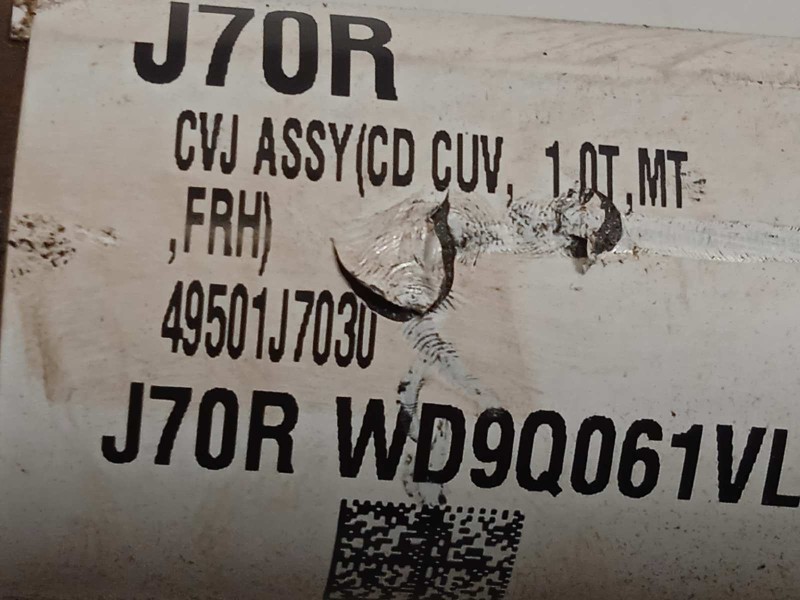 J70R
CVJ ASSY(CD CUV, 1.0T,MT
,FRH)
49501J7030
J70R WD9Q061VL